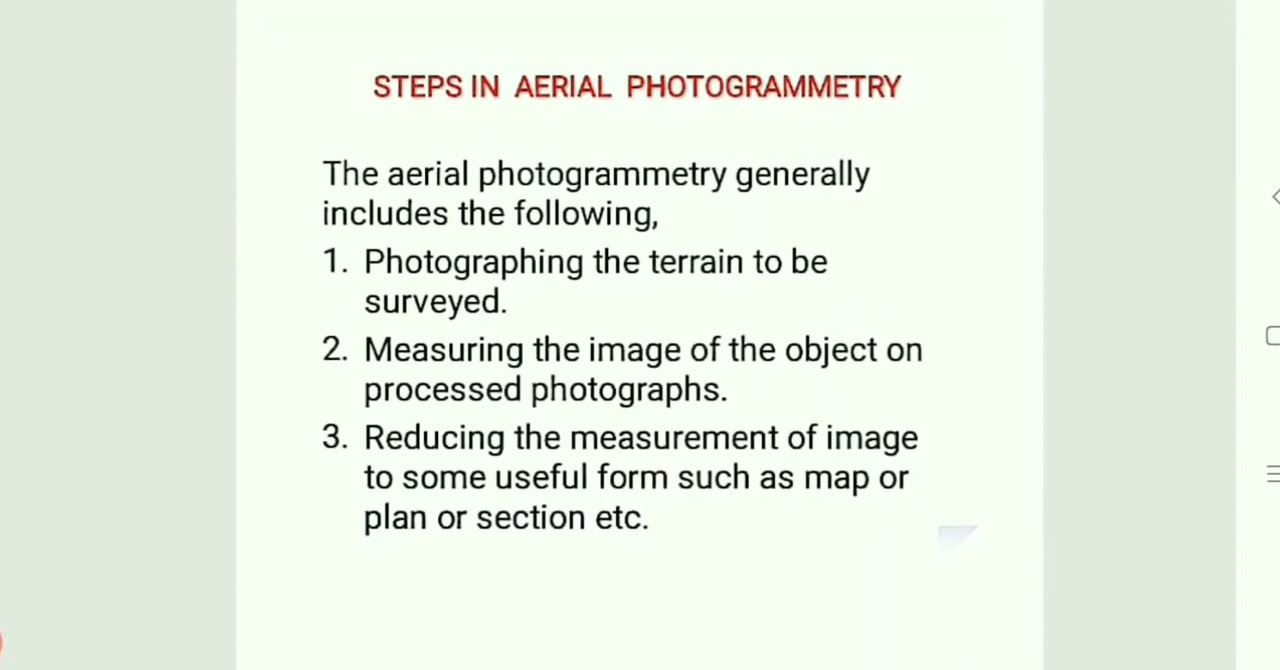 STEPS IN AERIAL PHOTOGRAMMETRY
The aerial photogrammetry generally
includes the following,
1. Photographing the terrain to be
surveyed.
2. Measuring the image of the object on
processed photographs.
3. Reducing the measurement of image
to some useful form such as map or
plan or section etc.